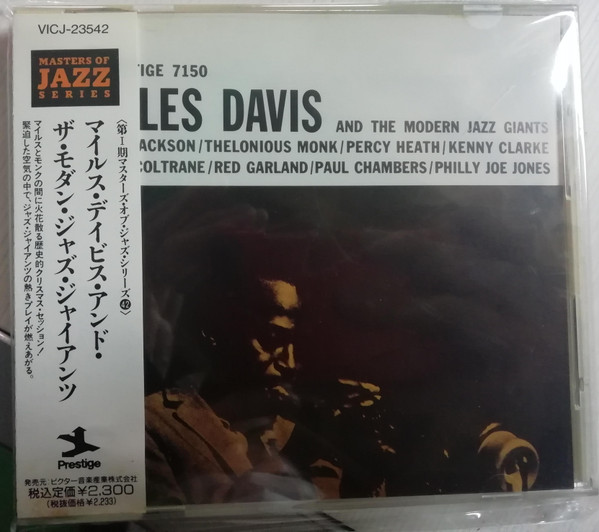 VICJ-23542
MASTERS OF
JAZZ
SERIES
〈第Ⅰ期マスターズ・オブ・ジャズ・シリーズ㊷〉
マイルス・デイビス・アンド・
ザ・モダン・ジャズ・ジャイアンツ
マイルスとモンクの間に火花散る歴史的クリスマス・セッション!
緊迫した空気の中で、ジャズ・ジャイアンツの熱きプレイが燃えあがる。
Prestige
発売元:ビクター音楽産業株式会社
税込定価¥2,300
(税抜価格¥2,233)
TIGE 7150
LES DAVIS AND THE MODERN JAZZ GIANTS
ACKSON/THELONIOUS MONK/PERCY HEATH/KENNY CLARKE
COLTRANE/RED GARLAND/PAUL CHAMBERS/PHILLY JOE JONES